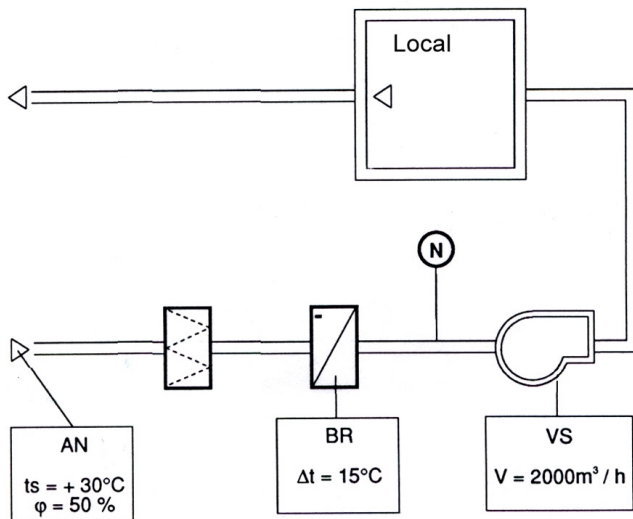 Local
N
AN
ts = + 30°C
φ = 50 %
BR
Δt = 15°C
VS
V = 2000m³ / h